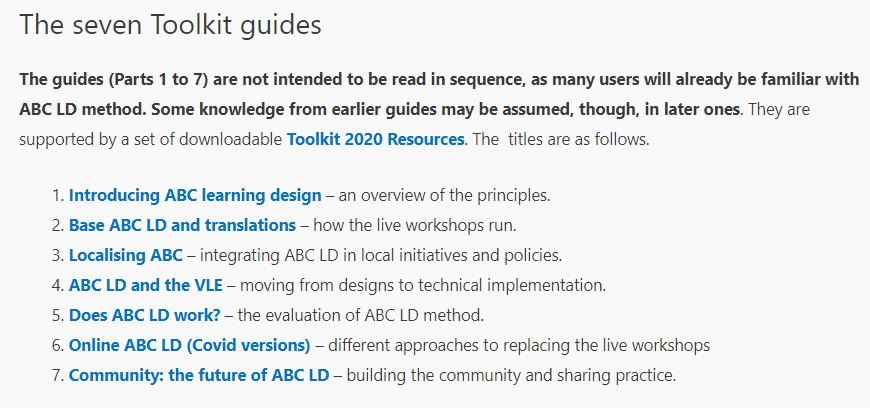 The seven Toolkit guides
The guides (Parts 1 to 7) are not intended to be read in sequence, as many users will already be familiar with
ABC LD method. Some knowledge from earlier guides may be assumed, though, in later ones. They are
supported by a set of downloadable Toolkit 2020 Resources. The titles are as follows.
1. Introducing ABC learning design – an overview of the principles.
2. Base ABC LD and translations – how the live workshops run.
3. Localising ABC – integrating ABC LD in local initiatives and policies.
4. ABC LD and the VLE – moving from designs to technical implementation.
5. Does ABC LD work? – the evaluation of ABC LD method.
6. Online ABC LD (Covid versions) – different approaches to replacing the live workshops
7. Community: the future of ABC LD – building the community and sharing practice.